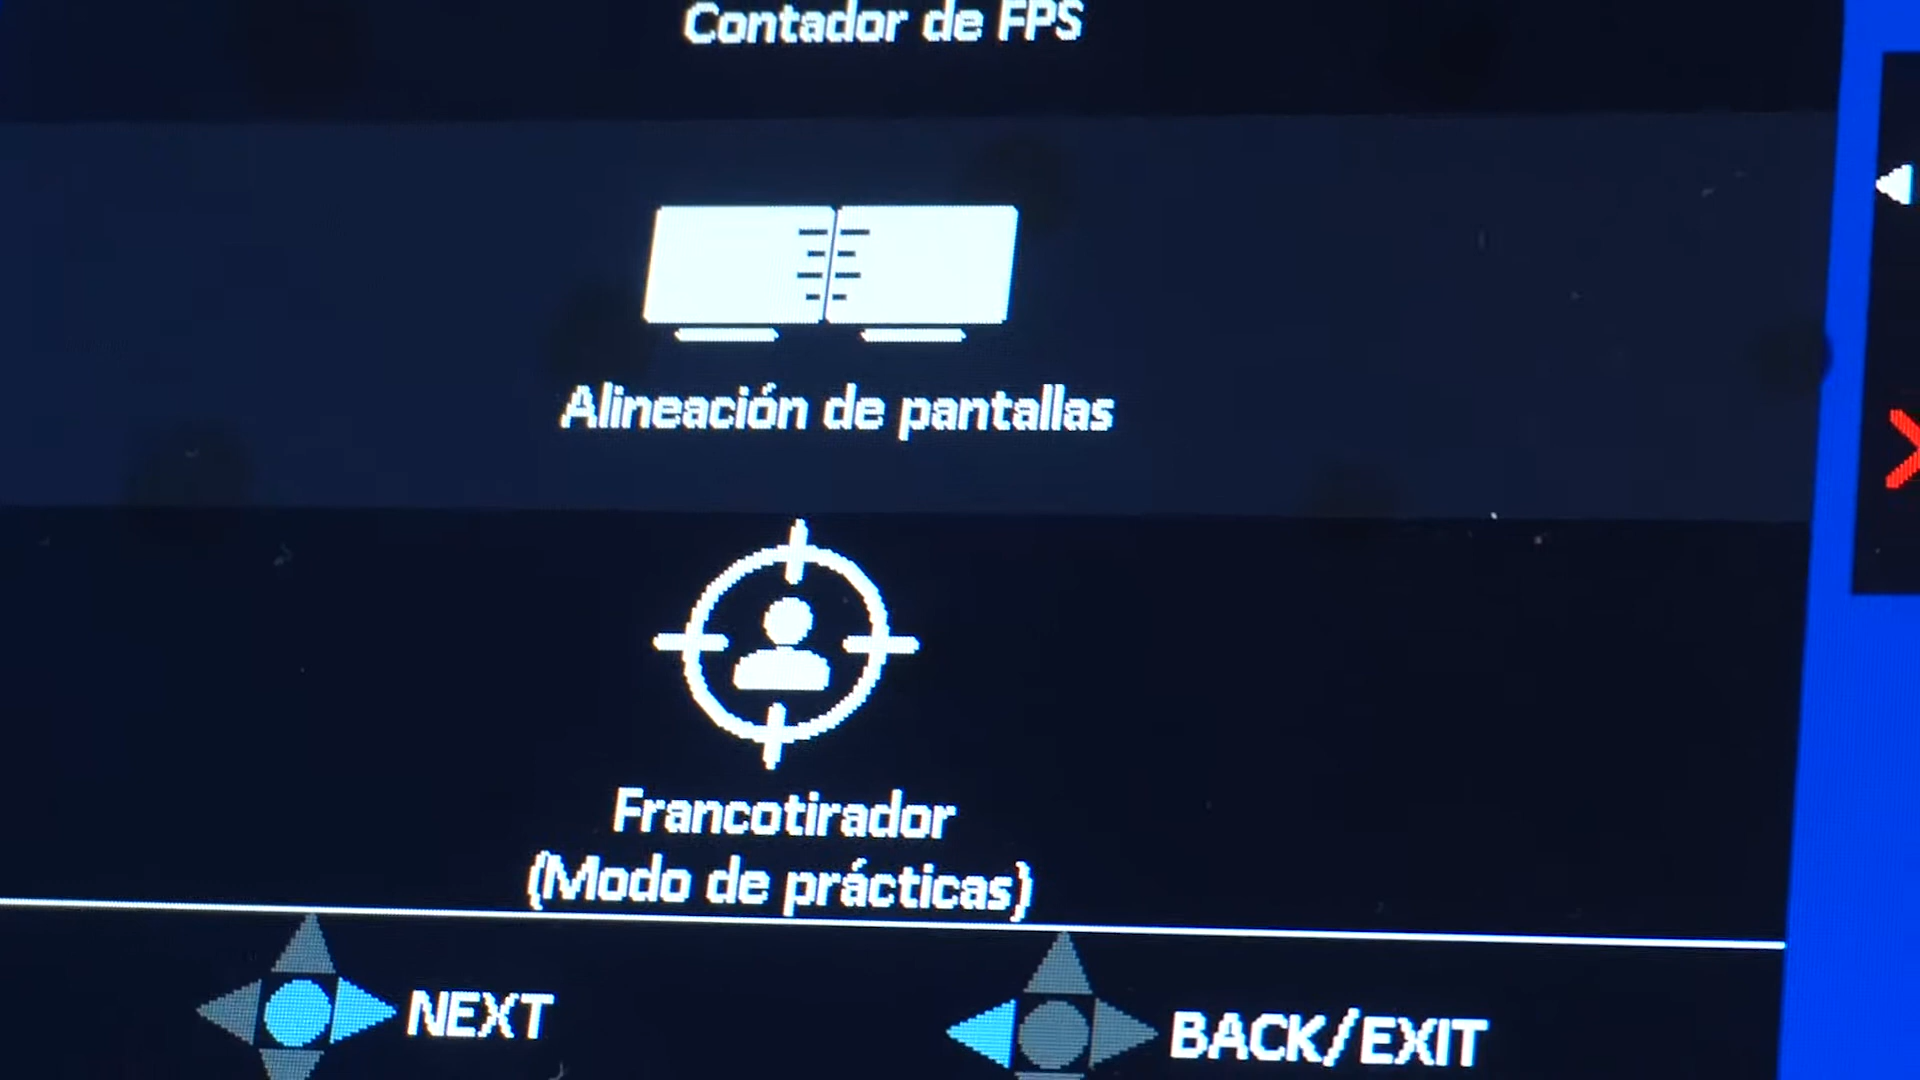 Contador de FPS
Alineación de pantallas
Francotirador
(Modo de prácticas)
NEXT
BACK/EXIT